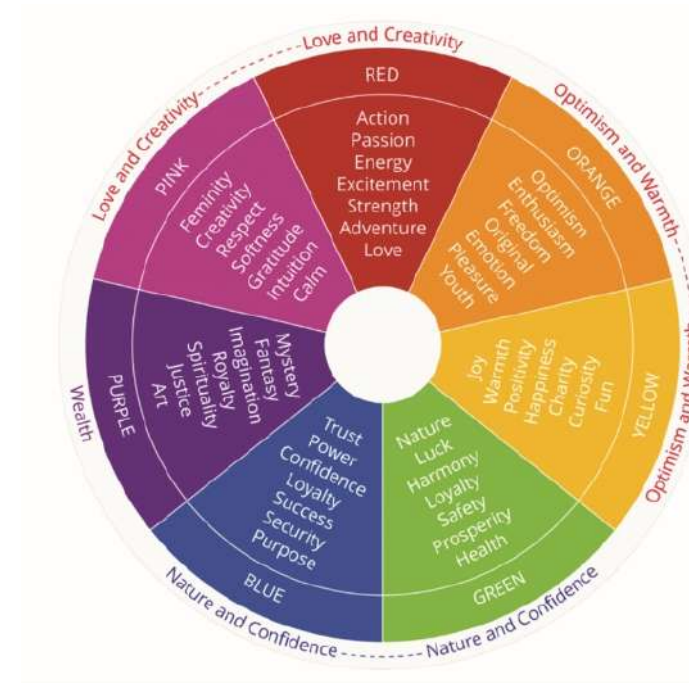 Love and Creativity
RED
Action
Passion
Energy
Excitement
Strength
Adventure
Love
Optimism and Warmth
ORANGE
Optimism
Enthusiasm
Freedom
Original
Emotion
Pleasure
Youth
Optimism and Warmth
YELLOW
Joy
Warmth
Positivity
Happiness
Charity
Curiosity
Fun
Nature and Confidence
GREEN
Nature
Luck
Harmony
Loyalty
Safety
Prosperity
Health
Nature and Confidence
BLUE
Trust
Power
Confidence
Loyalty
Success
Security
Purpose
Wealth
PURPLE
Mystery
Fantasy
Imagination
Royalty
Spirituality
Justice
Art
Love and Creativity
PINK
Feminity
Creativity
Respect
Softness
Gratitude
Intuition
Calm